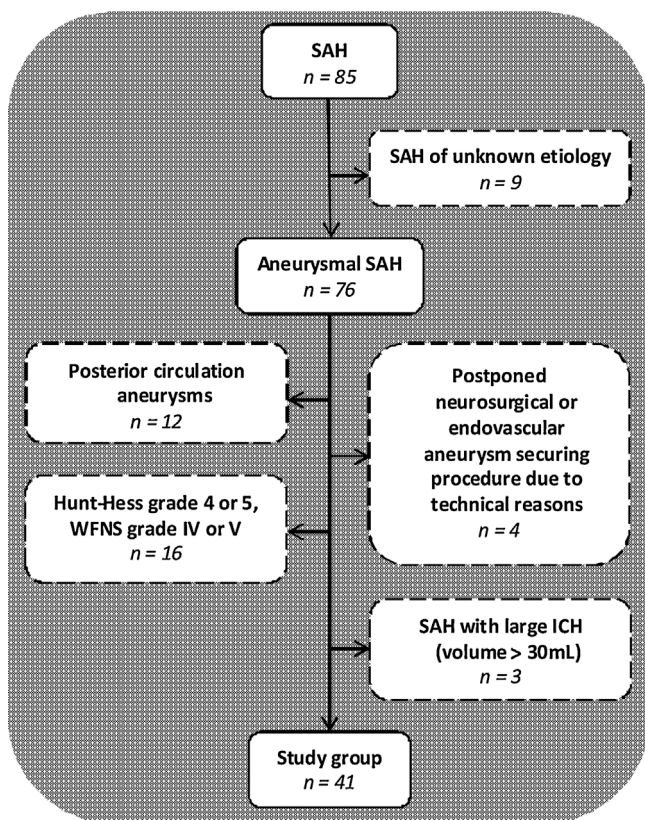 SAH
n = 85
SAH of unknown etiology
n = 9
Aneurysmal SAH
n = 76
Posterior circulation
aneurysms
n = 12
Postponed
neurosurgical or
endovascular
aneurysm securing
procedure due to
technical reasons
n = 4
Hunt-Hess grade 4 or 5,
WFNS grade IV or V
n = 16
SAH with large ICH
(volume > 30mL)
n = 3
Study group
n = 41